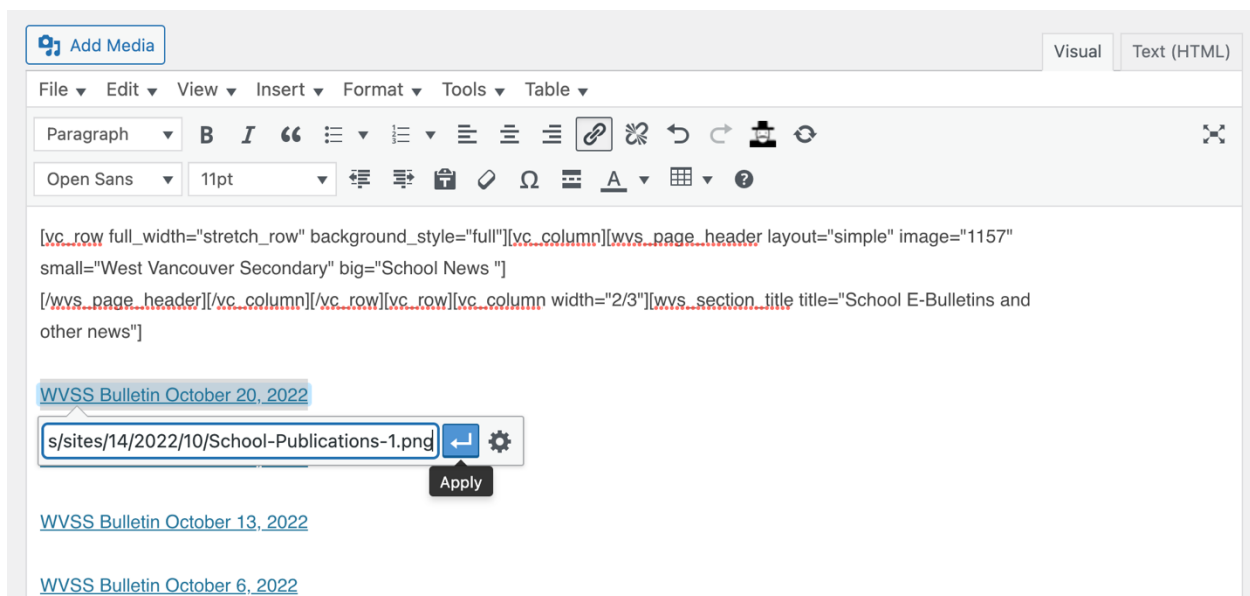 Add Media
Visual Text (HTML)
File Edit View Insert Format Tools Table
Paragraph B I
Open Sans 11pt Ω A ?
[vc_row full_width="stretch_row" background_style="full"][vc_column][wvs_page_header layout="simple" image="1157"
small="West Vancouver Secondary" big="School News "]
[/wvs_page_header][/vc_column][/vc_row][vc_row][vc_column width="2/3"][wvs_section_title title="School E-Bulletins and
other news"]
WVSS Bulletin October 20, 2022
s/sites/14/2022/10/School-Publications-1.png
Apply
WVSS Bulletin October 13, 2022
WVSS Bulletin October 6, 2022